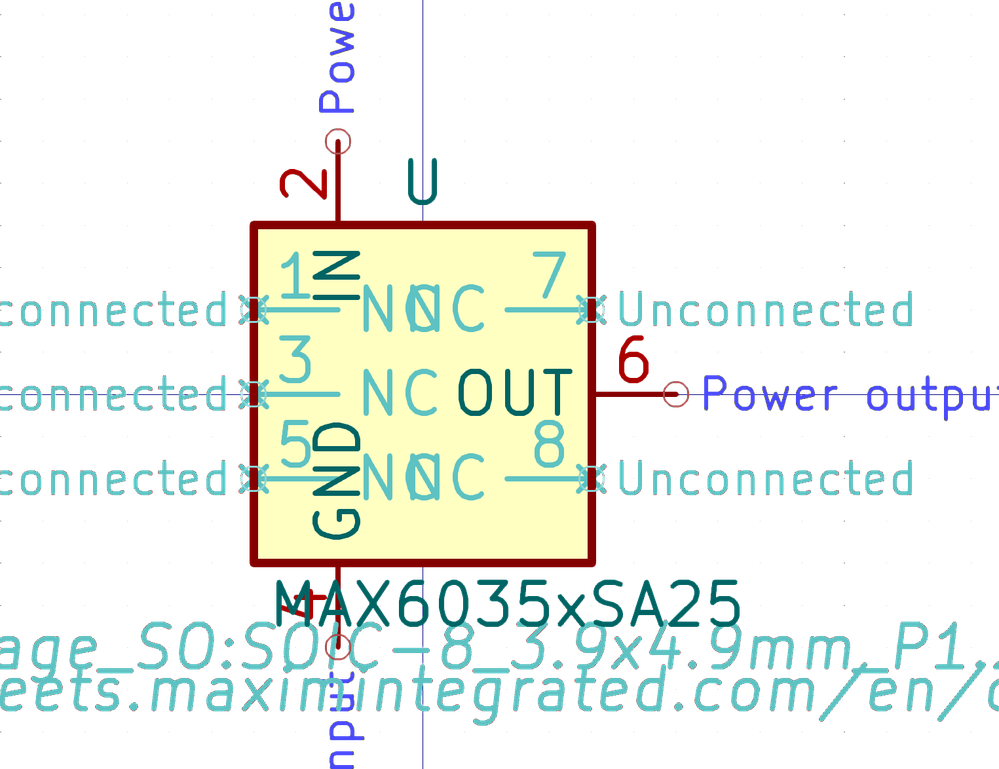 Powe
2
U
IN
1
NC
NC
7
connected
Unconnected
3
NC
OUT
6
connected
Power outpu
5
NC
NC
8
connected
Unconnected
GND
4
MAX6035xSA25
age_SO:SOIC-8_3.9x4.9mm_P1.
eets.maximintegrated.com/en/
nput